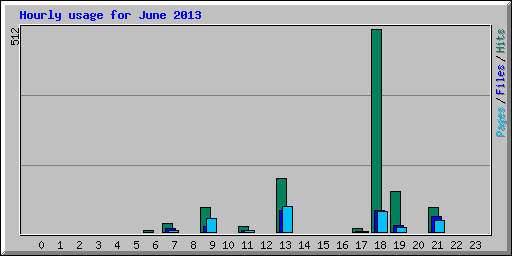 Hourly usage for June 2013
512
Pages/Files/Hits
0 1 2 3 4 5 6 7 8 9 10 11 12 13 14 15 16 17 18 19 20 21 22 23